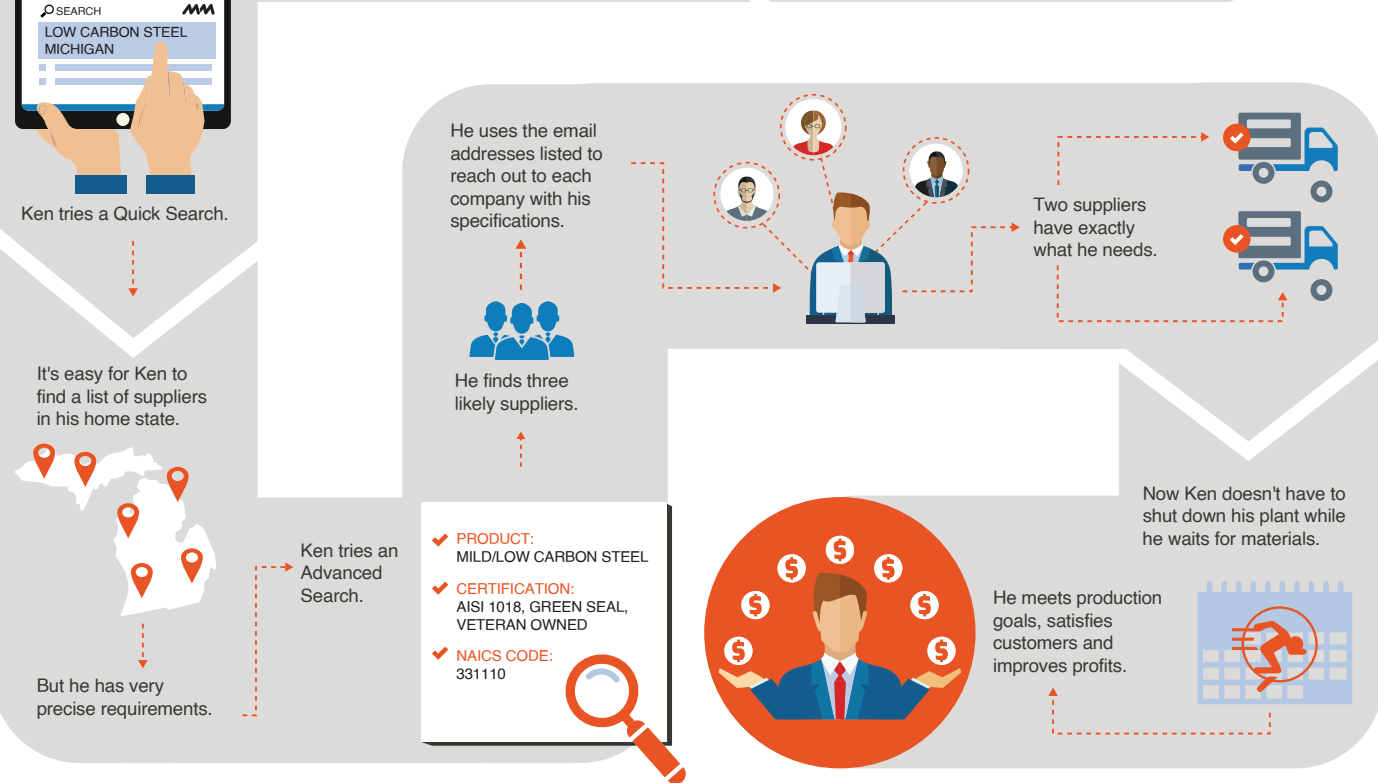 SEARCH
LOW CARBON STEEL
MICHIGAN
Ken tries a Quick Search.
It's easy for Ken to
find a list of suppliers
in his home state.
But he has very
precise requirements.
Ken tries an
Advanced
Search.
PRODUCT:
MILD/LOW CARBON STEEL
CERTIFICATION:
AISI 1018, GREEN SEAL,
VETERAN OWNED
NAICS CODE:
331110
He finds three
likely suppliers.
He uses the email
addresses listed to
reach out to each
company with his
specifications.
Two suppliers
have exactly
what he needs.
Now Ken doesn't have to
shut down his plant while
he waits for materials.
He meets production
goals, satisfies
customers and
improves profits.
$
$
$
$
$
$
$